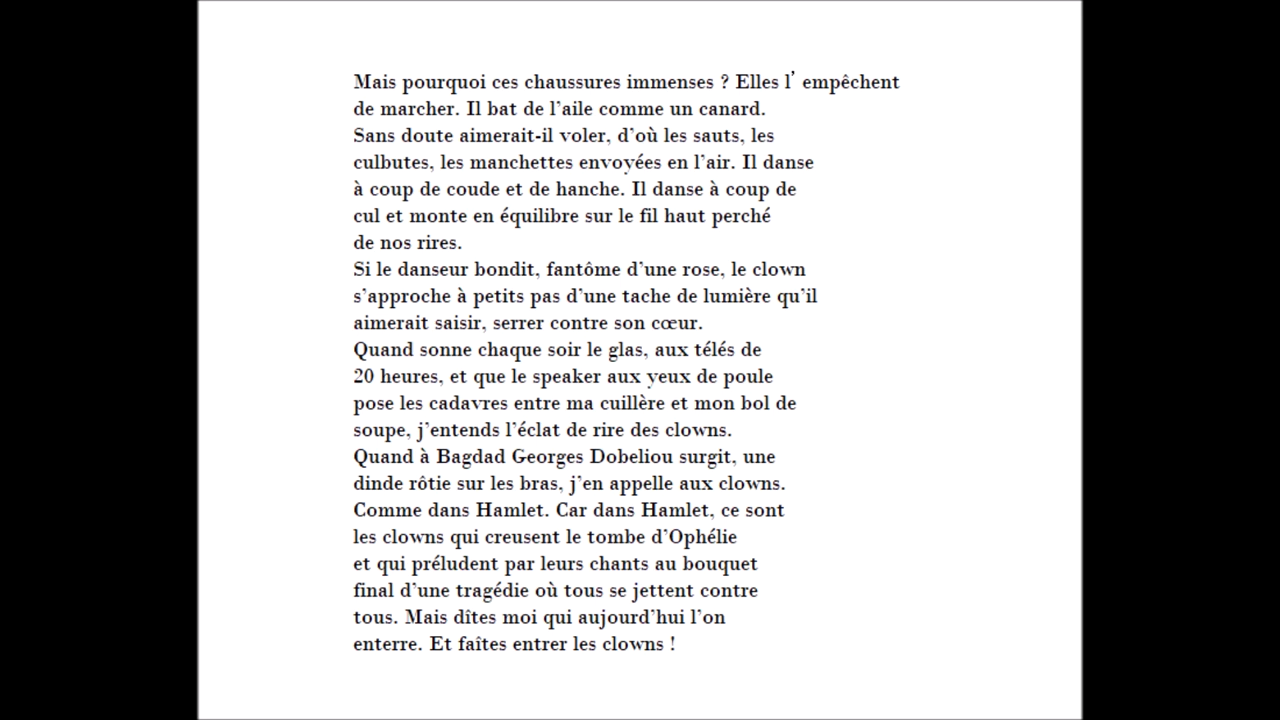 Mais pourquoi ces chaussures immenses ? Elles l’ empêchent
de marcher. Il bat de l’aile comme un canard.
Sans doute aimerait-il voler, d’où les sauts, les
culbutes, les manchettes envoyées en l’air. Il danse
à coup de coude et de hanche. Il danse à coup de
cul et monte en équilibre sur le fil haut perché
de nos rires.
Si le danseur bondit, fantôme d’une rose, le clown
s’approche à petits pas d’une tache de lumière qu’il
aimerait saisir, serrer contre son cœur.
Quand sonne chaque soir le glas, aux télés de
20 heures, et que le speaker aux yeux de poule
pose les cadavres entre ma cuillère et mon bol de
soupe, j’entends l’éclat de rire des clowns.
Quand à Bagdad Georges Dobeliou surgit, une
dinde rôtie sur les bras, j’en appelle aux clowns.
Comme dans Hamlet. Car dans Hamlet, ce sont
les clowns qui creusent le tombe d’Ophélie
et qui préludent par leurs chants au bouquet
final d’une tragédie où tous se jettent contre
tous. Mais dîtes moi qui aujourd’hui l’on
enterre. Et faîtes entrer les clowns !